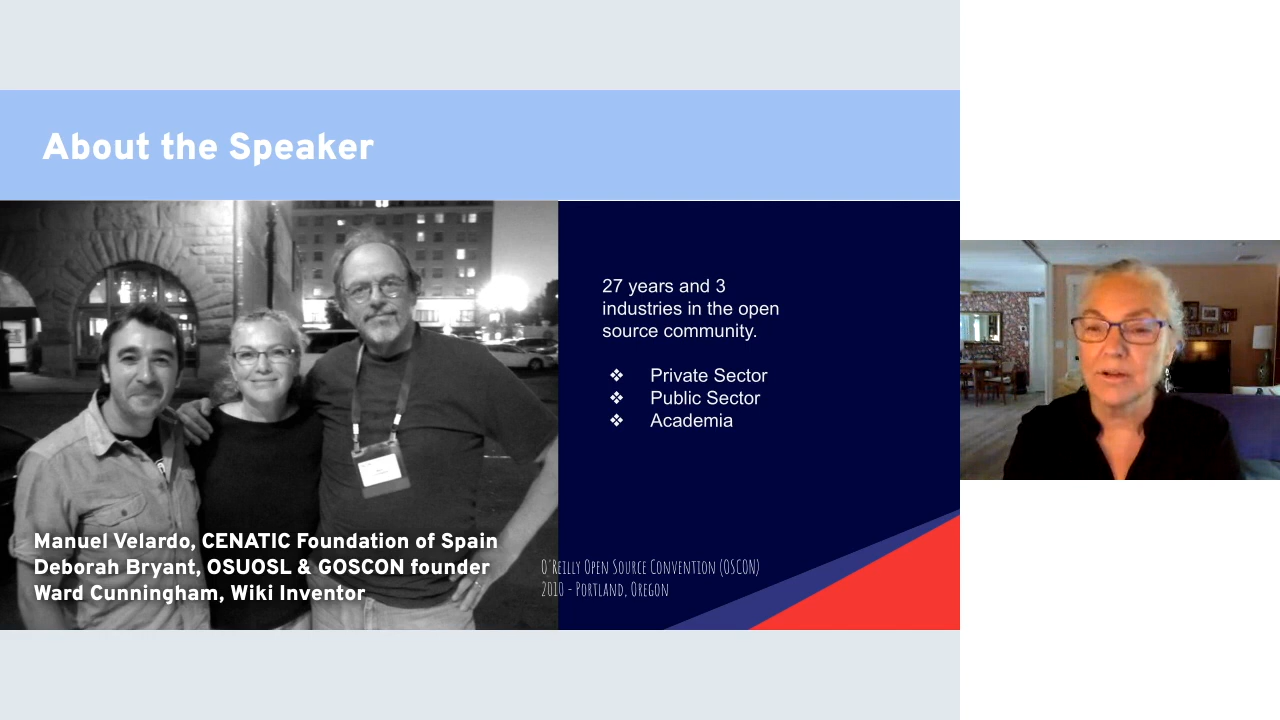 About the Speaker
27 years and 3
industries in the open
source community.
❖ Private Sector
❖ Public Sector
❖ Academia
Manuel Velardo, CENATIC Foundation of Spain
Deborah Bryant, OSUOSL & GOSCON founder
Ward Cunningham, Wiki Inventor
O'Reilly Open Source Convention (OSCON)
2010 - Portland, Oregon